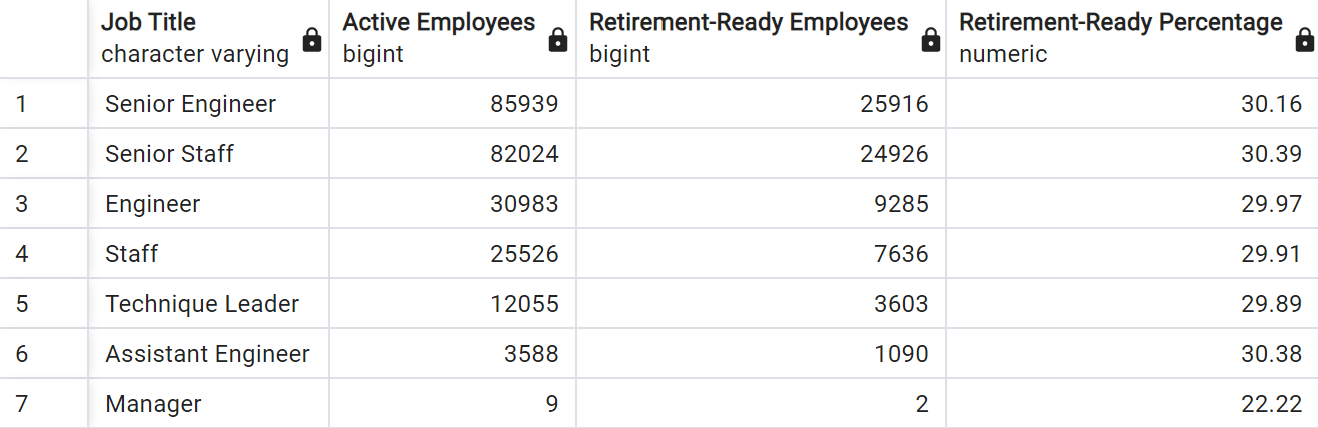 Job Title Active Employees Retirement-Ready Employees Retirement-Ready Percentage
character varying bigint bigint numeric
1 Senior Engineer 85939 25916 30.16
2 Senior Staff 82024 24926 30.39
3 Engineer 30983 9285 29.97
4 Staff 25526 7636 29.91
5 Technique Leader 12055 3603 29.89
6 Assistant Engineer 3588 1090 30.38
7 Manager 9 2 22.22